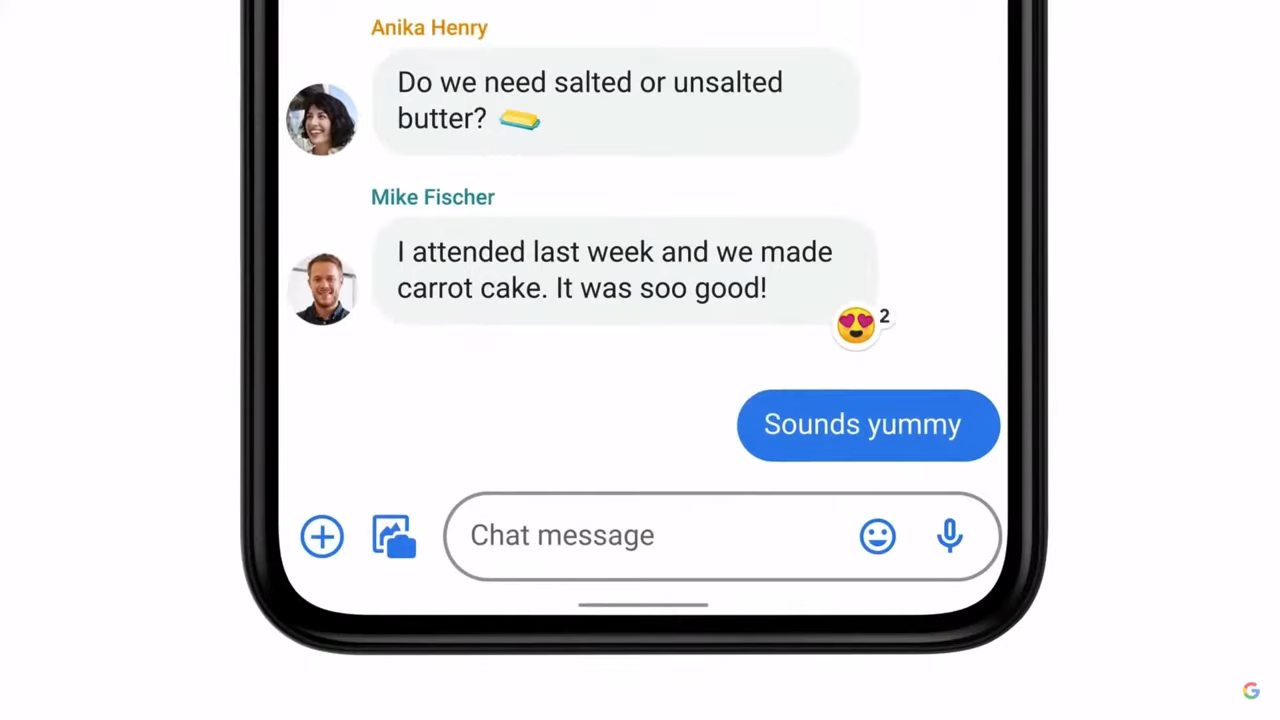 Anika Henry
Do we need salted or unsalted
butter? 🧈
Mike Fischer
I attended last week and we made
carrot cake. It was soo good!
😍 2
Sounds yummy
Chat message
G